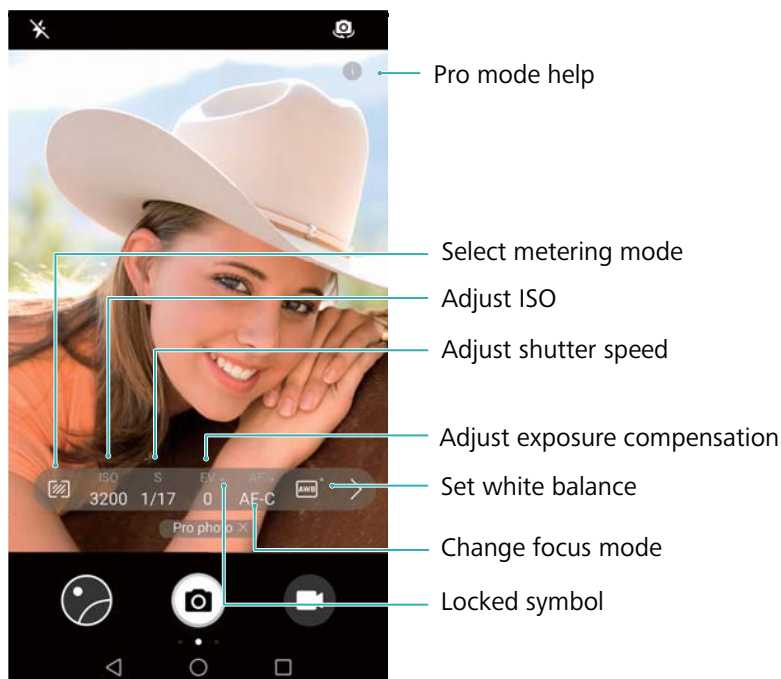 Pro mode help
Select metering mode
Adjust ISO
Adjust shutter speed
Adjust exposure compensation
ISO S EV AF
3200 1/17 0 AF-C AWB
Set white balance
Pro photo ×
Change focus mode
Locked symbol